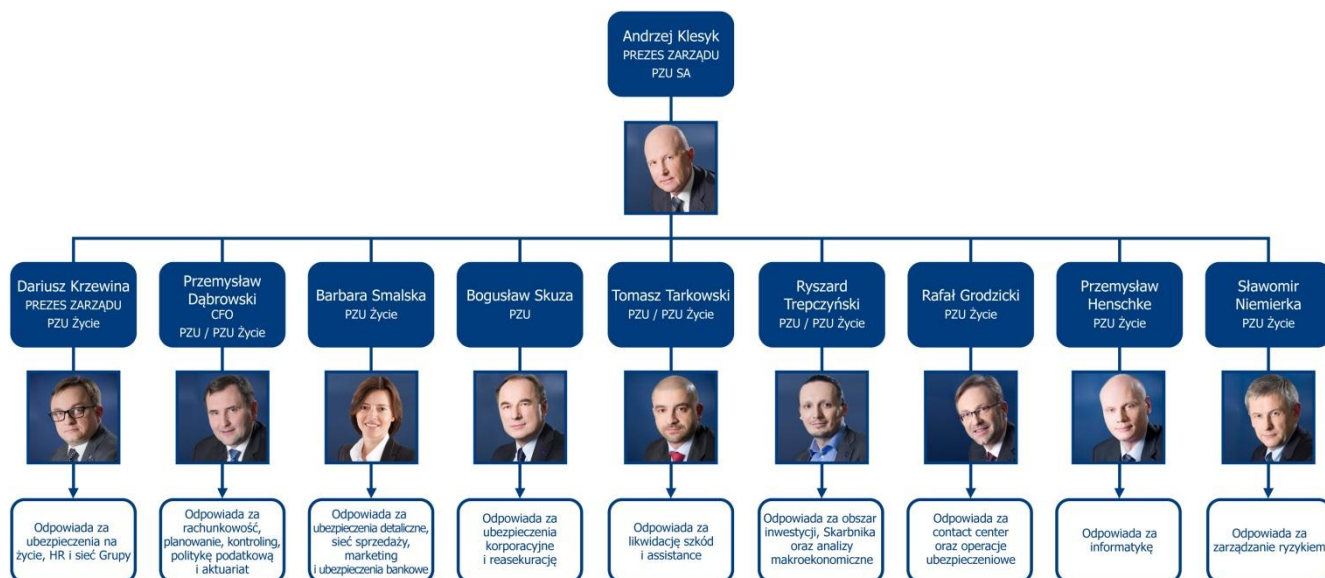 Andrzej Klesyk
PREZES ZARZĄDU
PZU SA
Dariusz Krzewina
PREZES ZARZĄDU
PZU Życie
Przemysław
Dąbrowski
CFO
PZU / PZU Życie
Barbara Smalska
PZU Życie
Bogusław Skuza
PZU
Tomasz Tarkowski
PZU / PZU Życie
Ryszard
Trepczyński
PZU / PZU Życie
Rafał Grodzicki
PZU Życie
Przemysław
Henschke
PZU Życie
Sławomir
Niemierka
PZU Życie
Odpowiada za
ubezpieczenia na
życie, HR i sieć Grupy
Odpowiada za
rachunkowość,
planowanie, kontroling,
politykę podatkową
i aktuariat
Odpowiada za
ubezpieczenia detaliczne,
sieć sprzedaży,
marketing
i ubezpieczenia bankowe
Odpowiada za
ubezpieczenia
korporacyjne
i reasekurację
Odpowiada za
likwidację szkód
i assistance
Odpowiada za obszar
inwestycji, Skarbnika
oraz analizy
makroekonomiczne
Odpowiada za
contact center
oraz operacje
ubezpieczeniowe
Odpowiada za
informatykę
Odpowiada za
zarządzanie ryzykiem